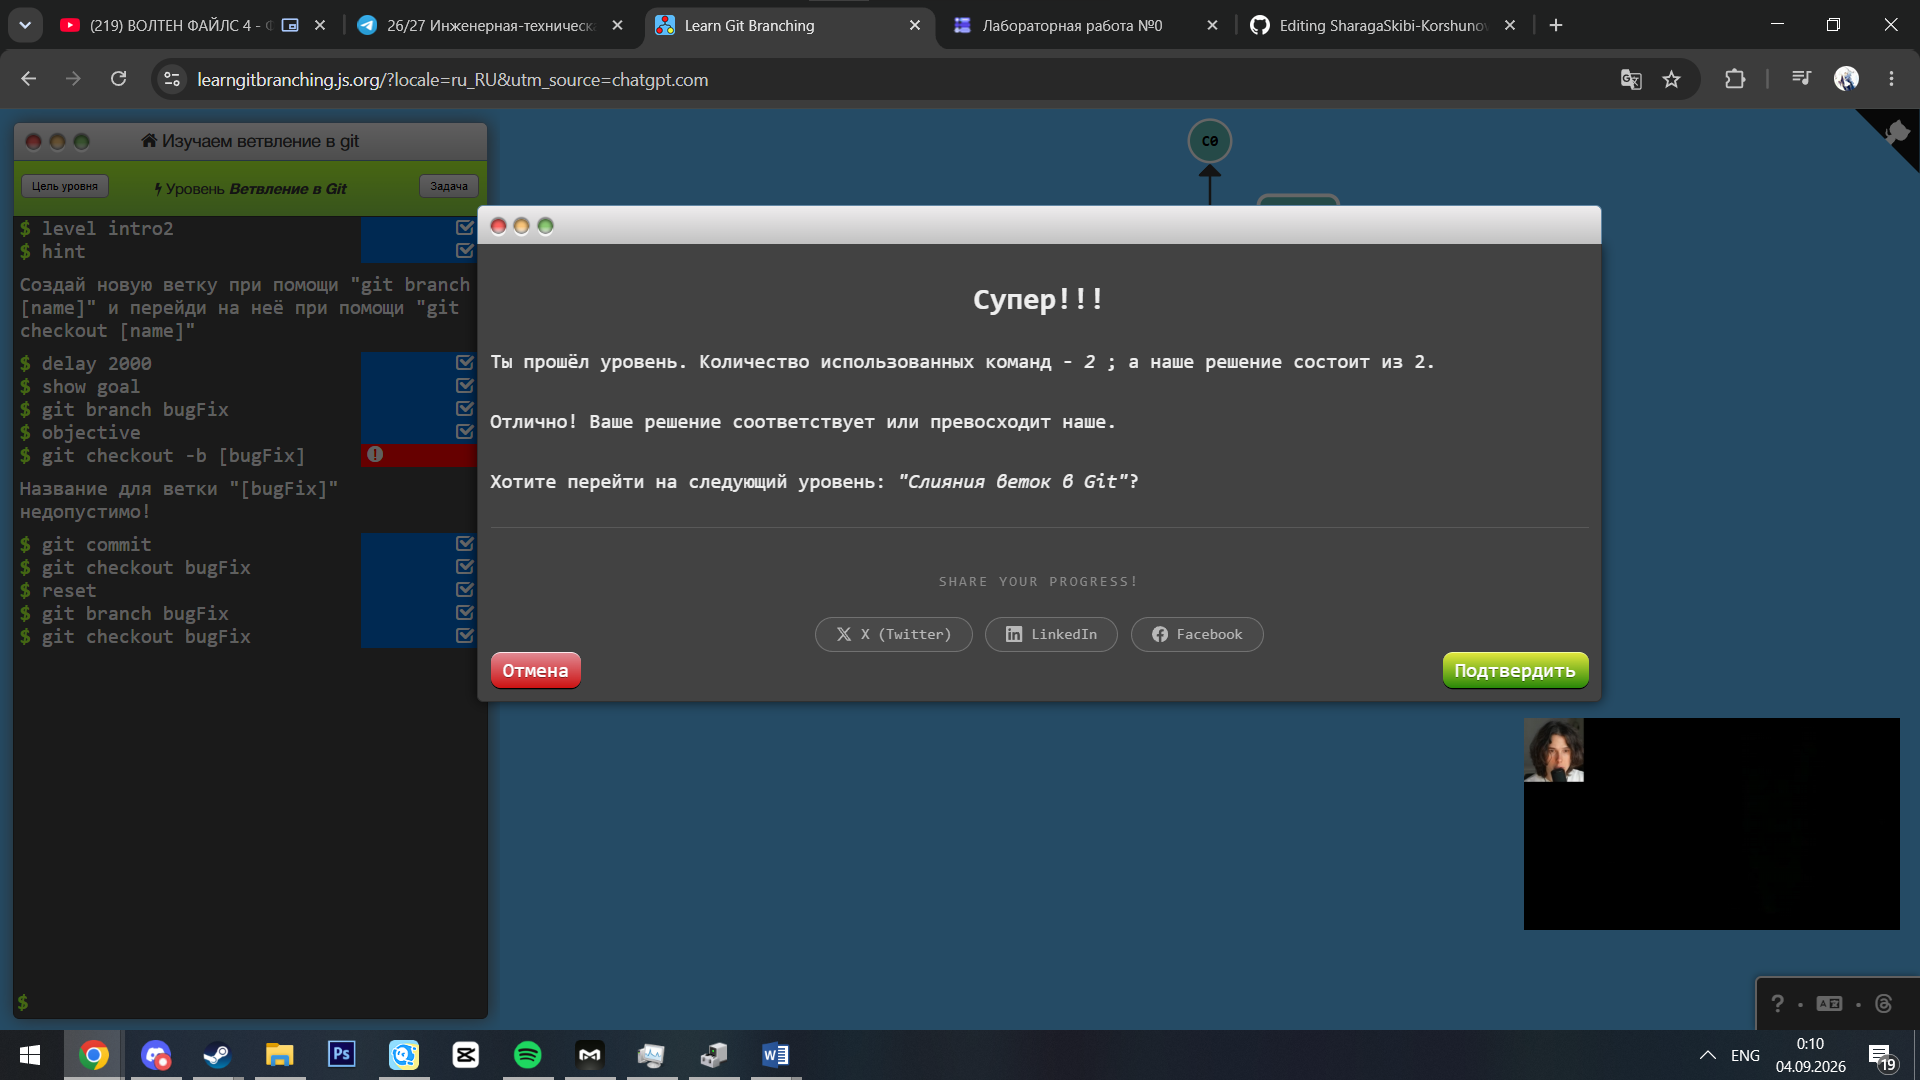 (219) ВОЛТЕН ФАЙЛС 4 -
26/27 Инженерная-техническа
Learn Git Branching
Лабораторная работа №0
Editing SharagaSkibi-Korshunov
learngitbranching.js.org/?locale=ru_RU&utm_source=chatgpt.com
Изучаем ветвление в git
Цель уровня
Уровень Ветвление в Git
Задача
$ level intro2
$ hint
Создай новую ветку при помощи "git branch
[name]" и перейди на неё при помощи "git
checkout [name]"
$ delay 2000
$ show goal
$ git branch bugFix
$ objective
$ git checkout -b [bugFix]
Название для ветки "[bugFix]"
недопустимо!
$ git commit
$ git checkout bugFix
$ reset
$ git branch bugFix
$ git checkout bugFix
$
C0
Супер!!!
Ты прошёл уровень. Количество использованных команд - 2 ; а наше решение состоит из 2.
Отлично! Ваше решение соответствует или превосходит наше.
Хотите перейти на следующий уровень: "Слияния веток в Git"?
SHARE YOUR PROGRESS!
X (Twitter)
LinkedIn
Facebook
Отмена
Подтвердить
Ps
ENG
0:10
04.09.2026
19